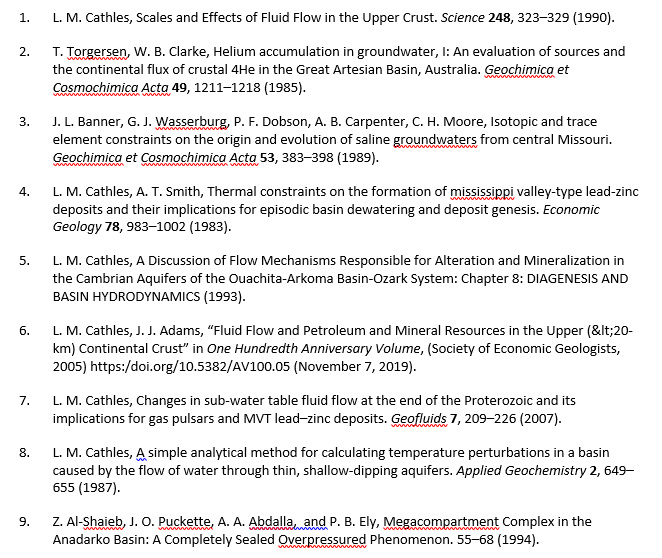 1. L. M. Cathles, Scales and Effects of Fluid Flow in the Upper Crust. Science 248, 323–329 (1990).
2. T. Torgersen, W. B. Clarke, Helium accumulation in groundwater, I: An evaluation of sources and
the continental flux of crustal 4He in the Great Artesian Basin, Australia. Geochimica et
Cosmochimica Acta 49, 1211–1218 (1985).
3. J. L. Banner, G. J. Wasserburg, P. F. Dobson, A. B. Carpenter, C. H. Moore, Isotopic and trace
element constraints on the origin and evolution of saline groundwaters from central Missouri.
Geochimica et Cosmochimica Acta 53, 383–398 (1989).
4. L. M. Cathles, A. T. Smith, Thermal constraints on the formation of mississippi valley-type lead-zinc
deposits and their implications for episodic basin dewatering and deposit genesis. Economic
Geology 78, 983–1002 (1983).
5. L. M. Cathles, A Discussion of Flow Mechanisms Responsible for Alteration and Mineralization in
the Cambrian Aquifers of the Ouachita-Arkoma Basin-Ozark System: Chapter 8: DIAGENESIS AND
BASIN HYDRODYNAMICS (1993).
6. L. M. Cathles, J. J. Adams, “Fluid Flow and Petroleum and Mineral Resources in the Upper (&lt;20-
km) Continental Crust” in One Hundredth Anniversary Volume, (Society of Economic Geologists,
2005) https:/doi.org/10.5382/AV100.05 (November 7, 2019).
7. L. M. Cathles, Changes in sub-water table fluid flow at the end of the Proterozoic and its
implications for gas pulsars and MVT lead–zinc deposits. Geofluids 7, 209–226 (2007).
8. L. M. Cathles, A simple analytical method for calculating temperature perturbations in a basin
caused by the flow of water through thin, shallow-dipping aquifers. Applied Geochemistry 2, 649–
655 (1987).
9. Z. Al-Shaieb, J. O. Puckette, A. A. Abdalla, and P. B. Ely, Megacompartment Complex in the
Anadarko Basin: A Completely Sealed Overpressured Phenomenon. 55–68 (1994).